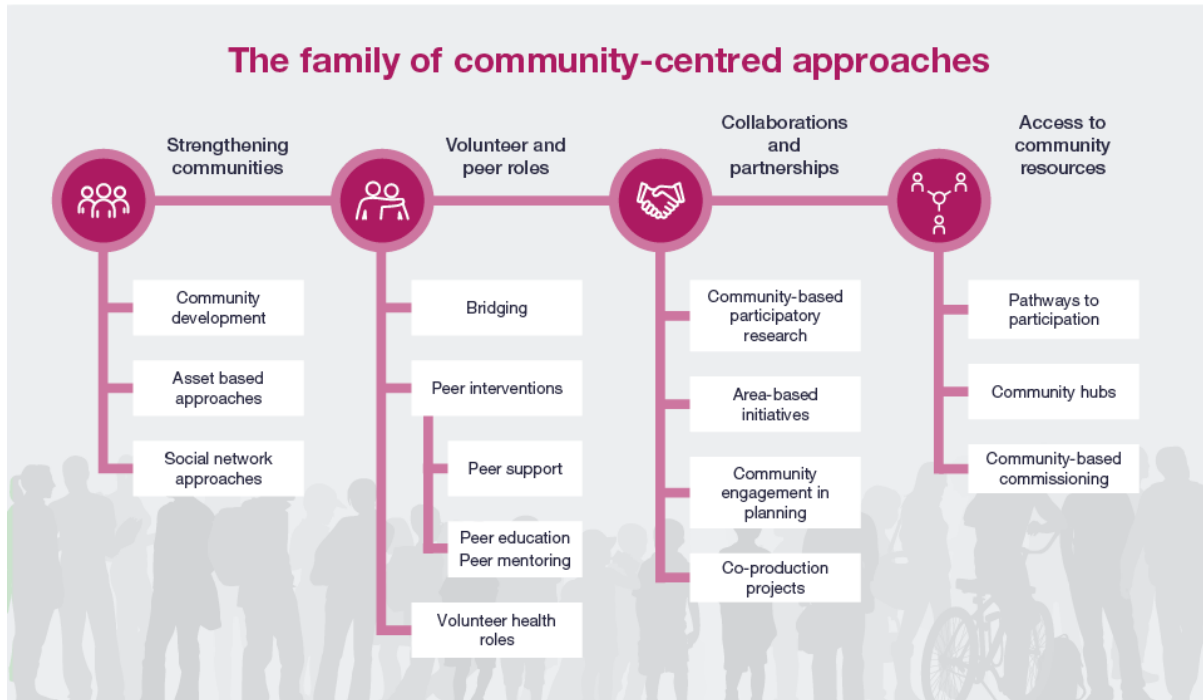 The family of community-centred approaches
Strengthening
communities
Community
development
Asset based
approaches
Social network
approaches
Volunteer and
peer roles
Bridging
Peer interventions
Peer support
Peer education
Peer mentoring
Volunteer health
roles
Collaborations
and
partnerships
Community-based
participatory
research
Area-based
initiatives
Community
engagement in
planning
Co-production
projects
Access to
community
resources
Pathways to
participation
Community hubs
Community-based
commissioning